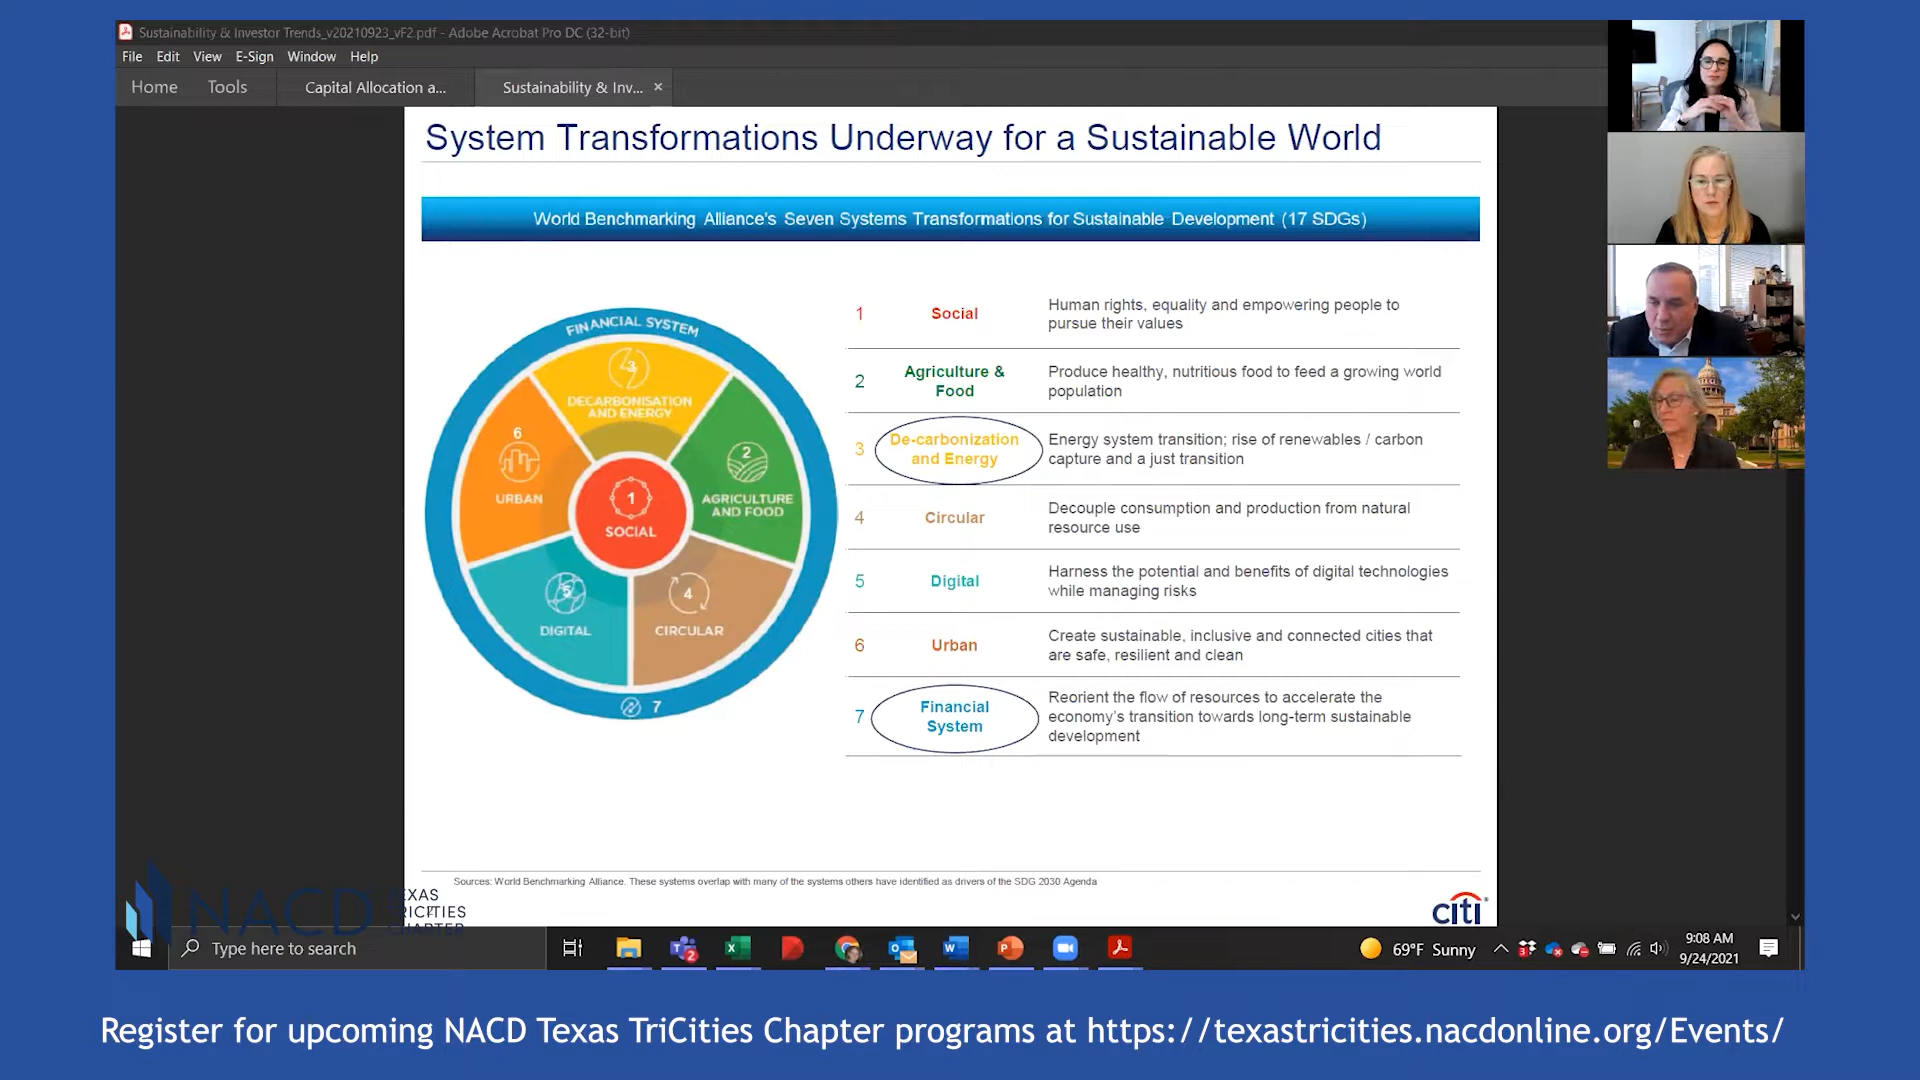 Sustainability & Investor Trends_v20210923_vF2.pdf - Adobe Acrobat Pro DC (32-bit)
File Edit View E-Sign Window Help
Home Tools Capital Allocation a... Sustainability & Inv... ×
System Transformations Underway for a Sustainable World
World Benchmarking Alliance's Seven Systems Transformations for Sustainable Development (17 SDGs)
FINANCIAL SYSTEM
3
DECARBONISATION
AND ENERGY
6
URBAN
2
AGRICULTURE
AND FOOD
1
SOCIAL
5
DIGITAL
4
CIRCULAR
7
1 Social Human rights, equality and empowering people to
pursue their values
2 Agriculture &
Food
Produce healthy, nutritious food to feed a growing world
population
3 De-carbonization
and Energy
Energy system transition; rise of renewables / carbon
capture and a just transition
4 Circular Decouple consumption and production from natural
resource use
5 Digital Harness the potential and benefits of digital technologies
while managing risks
6 Urban Create sustainable, inclusive and connected cities that
are safe, resilient and clean
7 Financial
System
Reorient the flow of resources to accelerate the
economy's transition towards long-term sustainable
development
Sources: World Benchmarking Alliance. These systems overlap with many of the systems others have identified as drivers of the SDG 2030 Agenda
citi
NACD
CHAPTER
Type here to search
2
69°F Sunny
9:08 AM
9/24/2021
Register for upcoming NACD Texas TriCities Chapter programs at https://texastricities.nacdonline.org/Events/